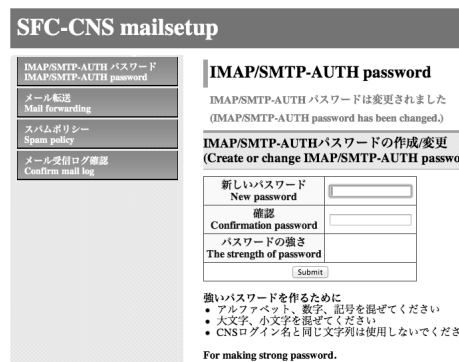 SFC-CNS mailsetup
IMAP/SMTP-AUTH パスワード
IMAP/SMTP-AUTH password
メール転送
Mail forwarding
スパムポリシー
Spam policy
メール受信ログ確認
Confirm mail log
IMAP/SMTP-AUTH password
IMAP/SMTP-AUTH パスワードは変更されました
(IMAP/SMTP-AUTH password has been changed.)
IMAP/SMTP-AUTHパスワードの作成/変更
(Create or change IMAP/SMTP-AUTH passwo
新しいパスワード
New password
確認
Confirmation password
パスワードの強さ
The strength of password
Submit
強いパスワードを作るために
• アルファベット、数字、記号を混ぜてください
• 大文字、小文字を混ぜてください
• CNSログイン名と同じ文字列は使用しないでくださ
For making strong password.